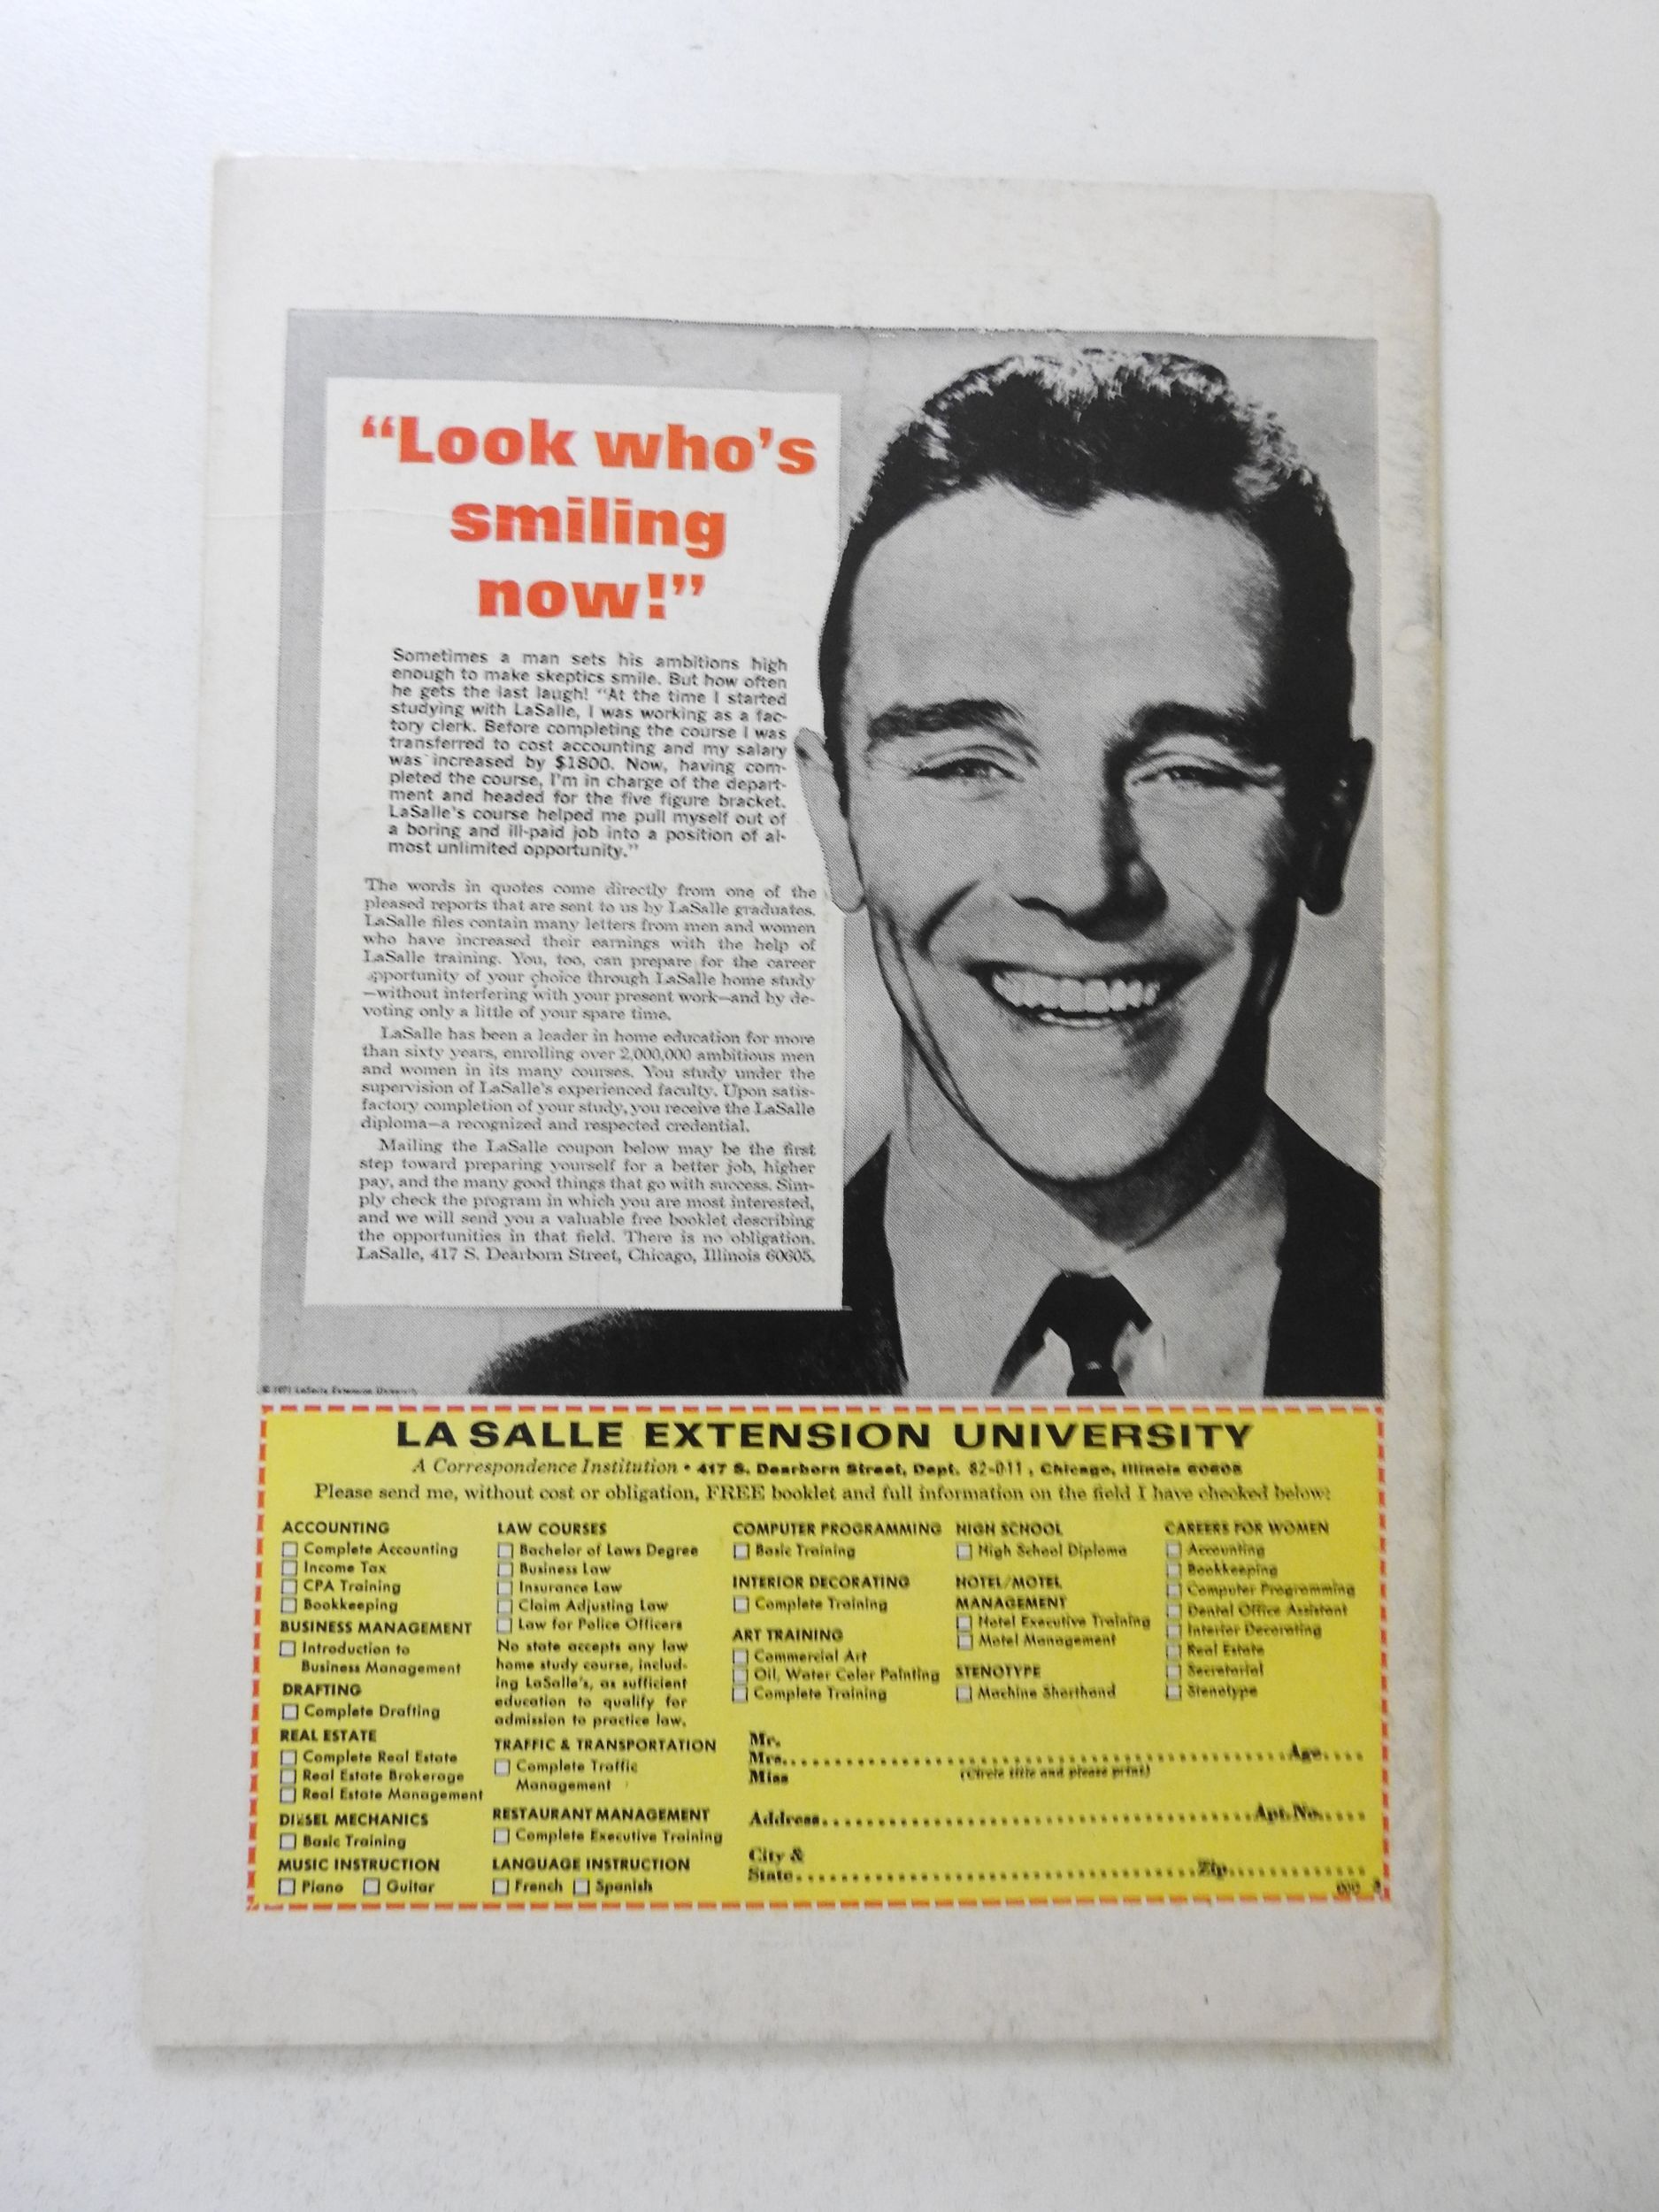 “Look who’s
smiling
now!”
Sometimes a man sets his ambitions high
enough to make skeptics smile. But how often
he gets the last laugh! “At the time I started
studying with LaSalle, I was working as a fac-
tory clerk. Before completing the course I was
transferred to cost accounting and my salary
was increased by $1800. Now, having com-
pleted the course, I’m in charge of the depart-
ment and headed for the five figure bracket.
LaSalle’s course helped me pull myself out of
a boring and ill-paid job into a position of al-
most unlimited opportunity.”
The words in quotes come directly from one of the
pleased reports that are sent to us by LaSalle graduates.
LaSalle files contain many letters from men and women
who have increased their earnings with the help of
LaSalle training. You, too, can prepare for the career
opportunity of your choice through LaSalle home study
—without interfering with your present work—and by de-
voting only a little of your spare time.
LaSalle has been a leader in home education for more
than sixty years, enrolling over 2,000,000 ambitious men
and women in its many courses. You study under the
supervision of LaSalle’s experienced faculty. Upon satis-
factory completion of your study, you receive the LaSalle
diploma—a recognized and respected credential.
Mailing the LaSalle coupon below may be the first
step toward preparing yourself for a better job, higher
pay, and the many good things that go with success. Sim-
ply check the program in which you are most interested,
and we will send you a valuable free booklet describing
the opportunities in that field. There is no obligation.
LaSalle, 417 S. Dearborn Street, Chicago, Illinois 60605.
© 1971 LaSalle Extension University
LA SALLE EXTENSION UNIVERSITY
A Correspondence Institution • 417 S. Dearborn Street, Dept. 82-011, Chicago, Illinois 60605
Please send me, without cost or obligation, FREE booklet and full information on the field I have checked below:
ACCOUNTING
Complete Accounting
Income Tax
CPA Training
Bookkeeping
BUSINESS MANAGEMENT
Introduction to
Business Management
DRAFTING
Complete Drafting
REAL ESTATE
Complete Real Estate
Real Estate Brokerage
Real Estate Management
DIESEL MECHANICS
Basic Training
MUSIC INSTRUCTION
Piano Guitar
LAW COURSES
Bachelor of Laws Degree
Business Law
Insurance Law
Claim Adjusting Law
Law for Police Officers
No state accepts any law
home study course, includ-
ing LaSalle’s, as sufficient
education to qualify for
admission to practice law.
TRAFFIC & TRANSPORTATION
Complete Traffic
Management
RESTAURANT MANAGEMENT
Complete Executive Training
LANGUAGE INSTRUCTION
French Spanish
COMPUTER PROGRAMMING
Basic Training
INTERIOR DECORATING
Complete Training
ART TRAINING
Commercial Art
Oil, Water Color Painting
Complete Training
HIGH SCHOOL
High School Diploma
HOTEL/MOTEL
MANAGEMENT
Hotel Executive Training
Motel Management
STENOTYPE
Machine Shorthand
CAREERS FOR WOMEN
Accounting
Bookkeeping
Computer Programming
Dental Office Assistant
Interior Decorating
Real Estate
Secretarial
Stenotype
Mr.
Mrs. Age
Miss (Circle title and please print)
Address Apt. No.
City &
State Zip